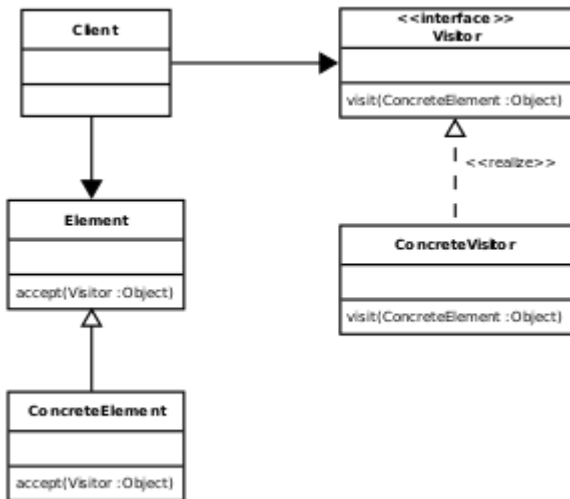 Client
<<interface >>
Visitor
visit(ConcreteElement :Object)
<<realize>>
Element
accept(Visitor :Object)
ConcreteVisitor
visit(ConcreteElement :Object)
ConcreteElement
accept(Visitor :Object)